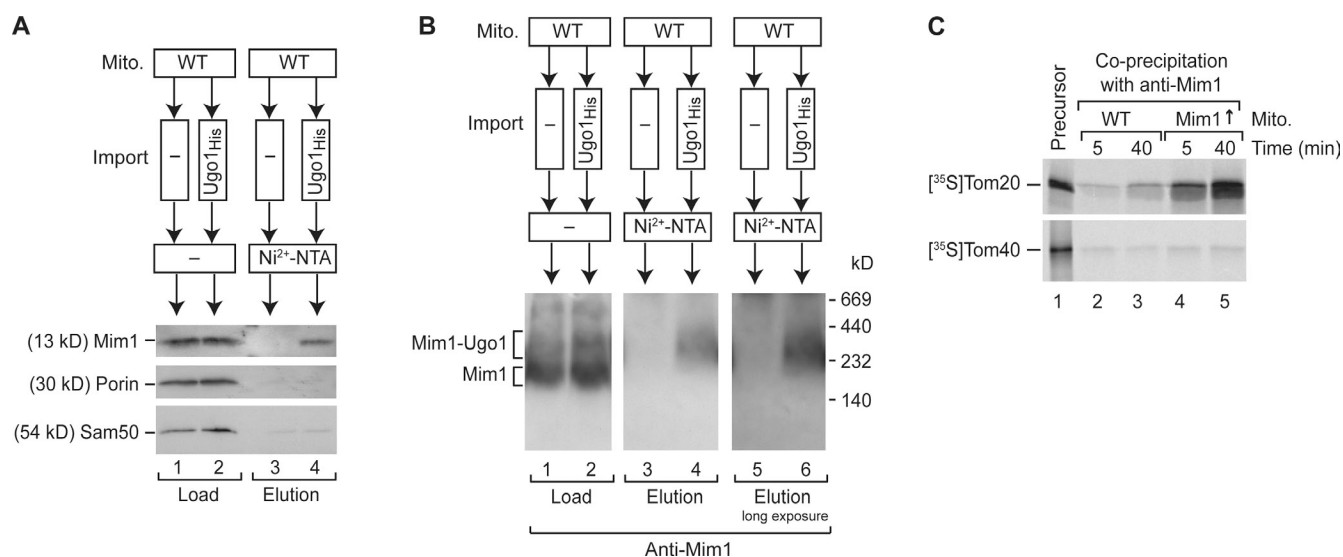 A
Mito.
WT
WT
Import
–
Ugo1His
–
Ugo1His
–
Ni2+-NTA
(13 kD) Mim1
(30 kD) Porin
(54 kD) Sam50
1 2 3 4
Load Elution
B
Mito.
WT
WT
WT
Import
–
Ugo1His
–
Ugo1His
–
Ugo1His
–
Ni2+-NTA
Ni2+-NTA
kD
669
440
232
140
Mim1-Ugo1
Mim1
1 2 3 4 5 6
Load Elution Elution
long exposure
Anti-Mim1
C
Precursor
Co-precipitation
with anti-Mim1
WT Mim1↑ Mito.
5 40 5 40 Time (min)
[35S]Tom20
[35S]Tom40
1 2 3 4 5